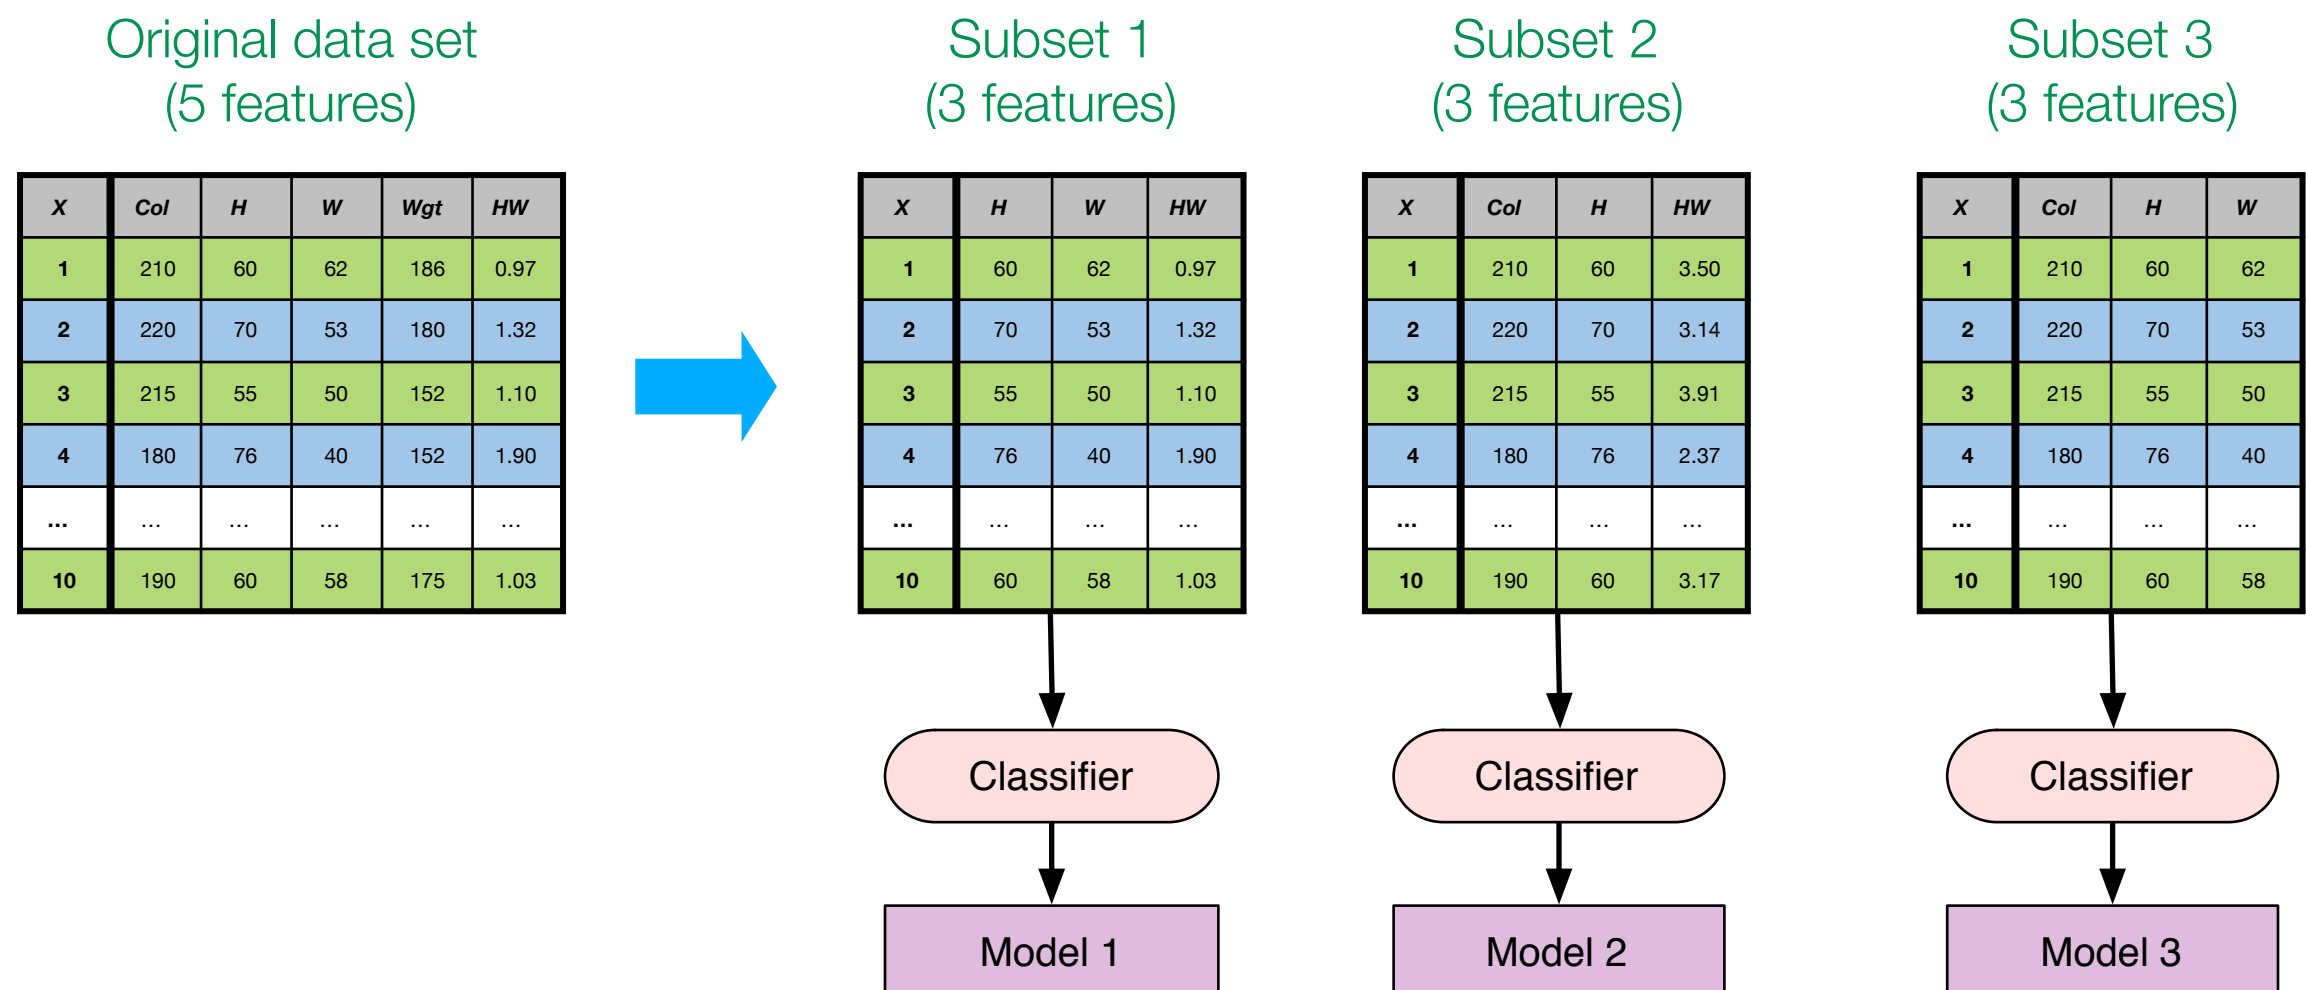 Original data set
(5 features)
Subset 1
(3 features)
Subset 2
(3 features)
Subset 3
(3 features)
X Col H W Wgt HW
1 210 60 62 186 0.97
2 220 70 53 180 1.32
3 215 55 50 152 1.10
4 180 76 40 152 1.90
... ... ... ... ... ...
10 190 60 58 175 1.03
X H W HW
1 60 62 0.97
2 70 53 1.32
3 55 50 1.10
4 76 40 1.90
... ... ... ...
10 60 58 1.03
X Col H HW
1 210 60 3.50
2 220 70 3.14
3 215 55 3.91
4 180 76 2.37
... ... ... ...
10 190 60 3.17
X Col H W
1 210 60 62
2 220 70 53
3 215 55 50
4 180 76 40
... ... ... ...
10 190 60 58
Classifier
Classifier
Classifier
Model 1
Model 2
Model 3